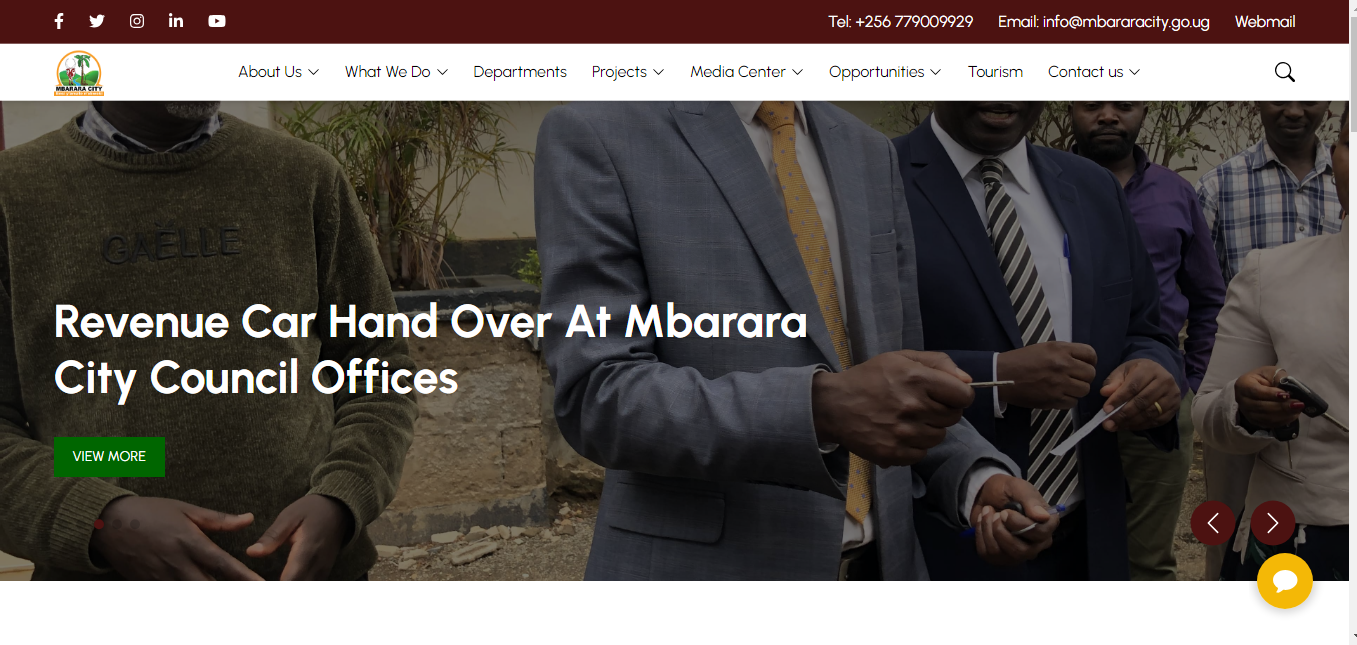 Tel: +256 779009929 Email: info@mbararacity.go.ug Webmail
MBARARA CITY
About Us What We Do Departments Projects Media Center Opportunities Tourism Contact us
GAËLLE
Revenue Car Hand Over At Mbarara
City Council Offices
VIEW MORE